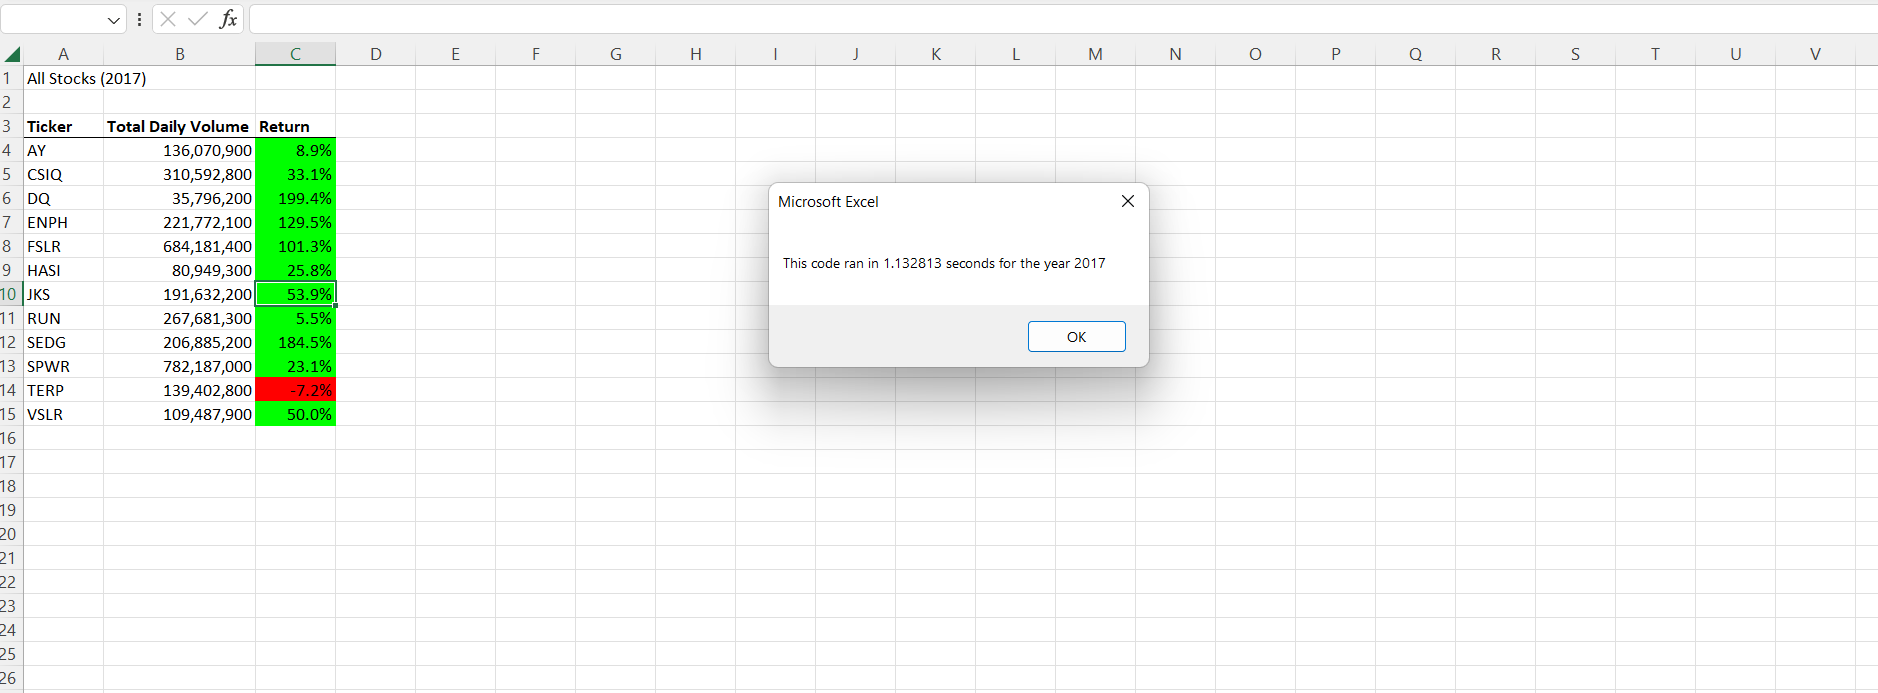 fx
A B C D E F G H I J K L M N O P Q R S T U V
1 All Stocks (2017)
2
3 Ticker Total Daily Volume Return
4 AY 136,070,900 8.9%
5 CSIQ 310,592,800 33.1%
6 DQ 35,796,200 199.4%
7 ENPH 221,772,100 129.5%
8 FSLR 684,181,400 101.3%
9 HASI 80,949,300 25.8%
10 JKS 191,632,200 53.9%
11 RUN 267,681,300 5.5%
12 SEDG 206,885,200 184.5%
13 SPWR 782,187,000 23.1%
14 TERP 139,402,800 -7.2%
15 VSLR 109,487,900 50.0%
16
17
18
19
20
21
22
23
24
25
26
Microsoft Excel
This code ran in 1.132813 seconds for the year 2017
OK